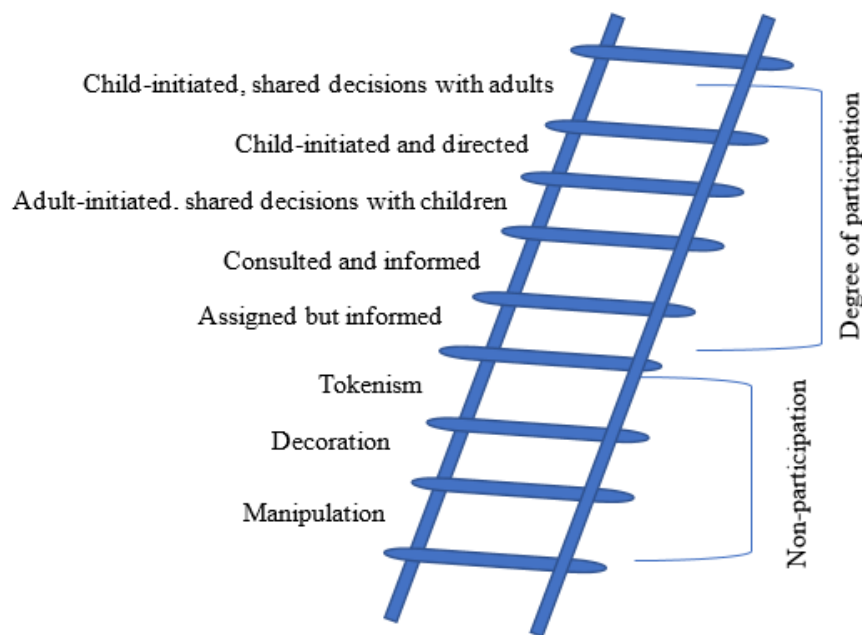 Child-initiated, shared decisions with adults
Child-initiated and directed
Adult-initiated. shared decisions with children
Consulted and informed
Assigned but informed
Tokenism
Decoration
Manipulation
Degree of participation
Non-participation